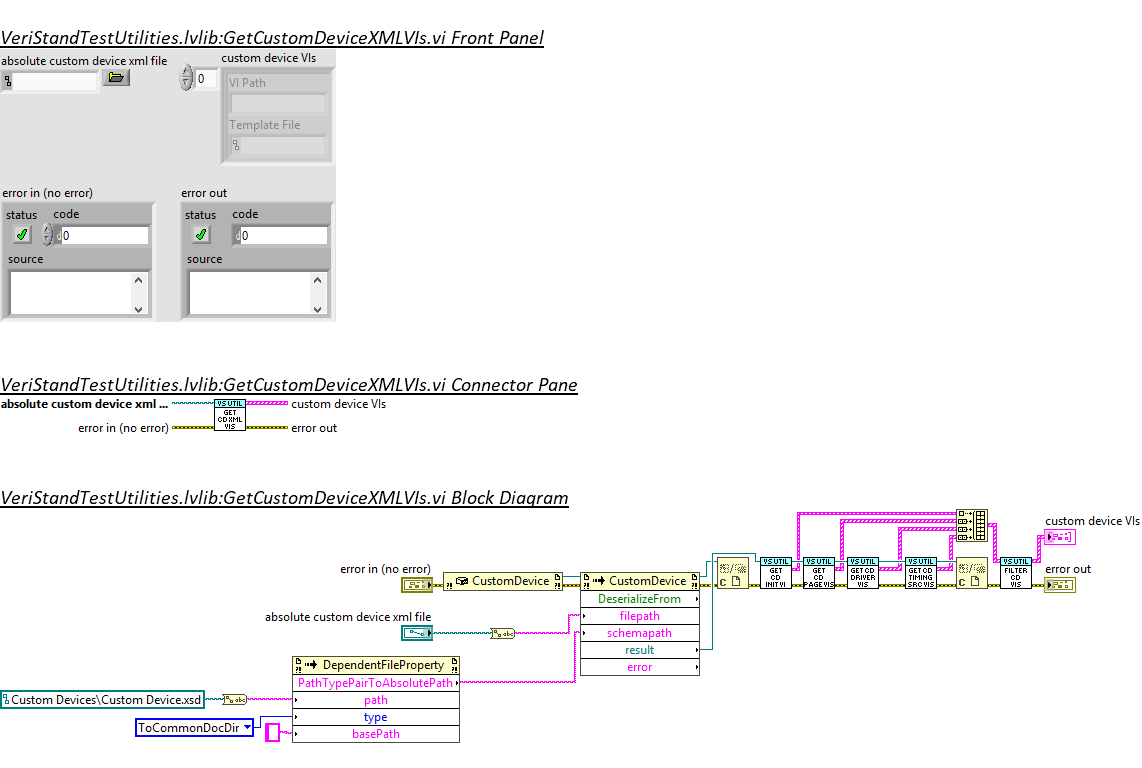 VeriStandTestUtilities.lvlib:GetCustomDeviceXMLVIs.vi Front Panel
absolute custom device xml file
custom device VIs
0
VI Path
Template File
error in (no error)
error out
status
code
status
code
0
0
source
source
VeriStandTestUtilities.lvlib:GetCustomDeviceXMLVIs.vi Connector Pane
absolute custom device xml ...
VS UTIL
GET
CD XML
VIS
custom device VIs
error in (no error)
error out
VeriStandTestUtilities.lvlib:GetCustomDeviceXMLVIs.vi Block Diagram
custom device VIs
error in (no error)
CustomDevice
CustomDevice
DeserializeFrom
filepath
schemapath
result
error
C
VS UTIL
GET
CD
INIT VI
VS UTIL
GET
CD
PAGE VIS
VS UTIL
GET CD
DRIVER
VIS
VS UTIL
GET CD
TIMING
SRC VIS
C
VS UTIL
FILTER
CD
VIS
error out
absolute custom device xml file
abc
DependentFileProperty
PathTypePairToAbsolutePath
path
type
basePath
Custom Devices\Custom Device.xsd
abc
ToCommonDocDir